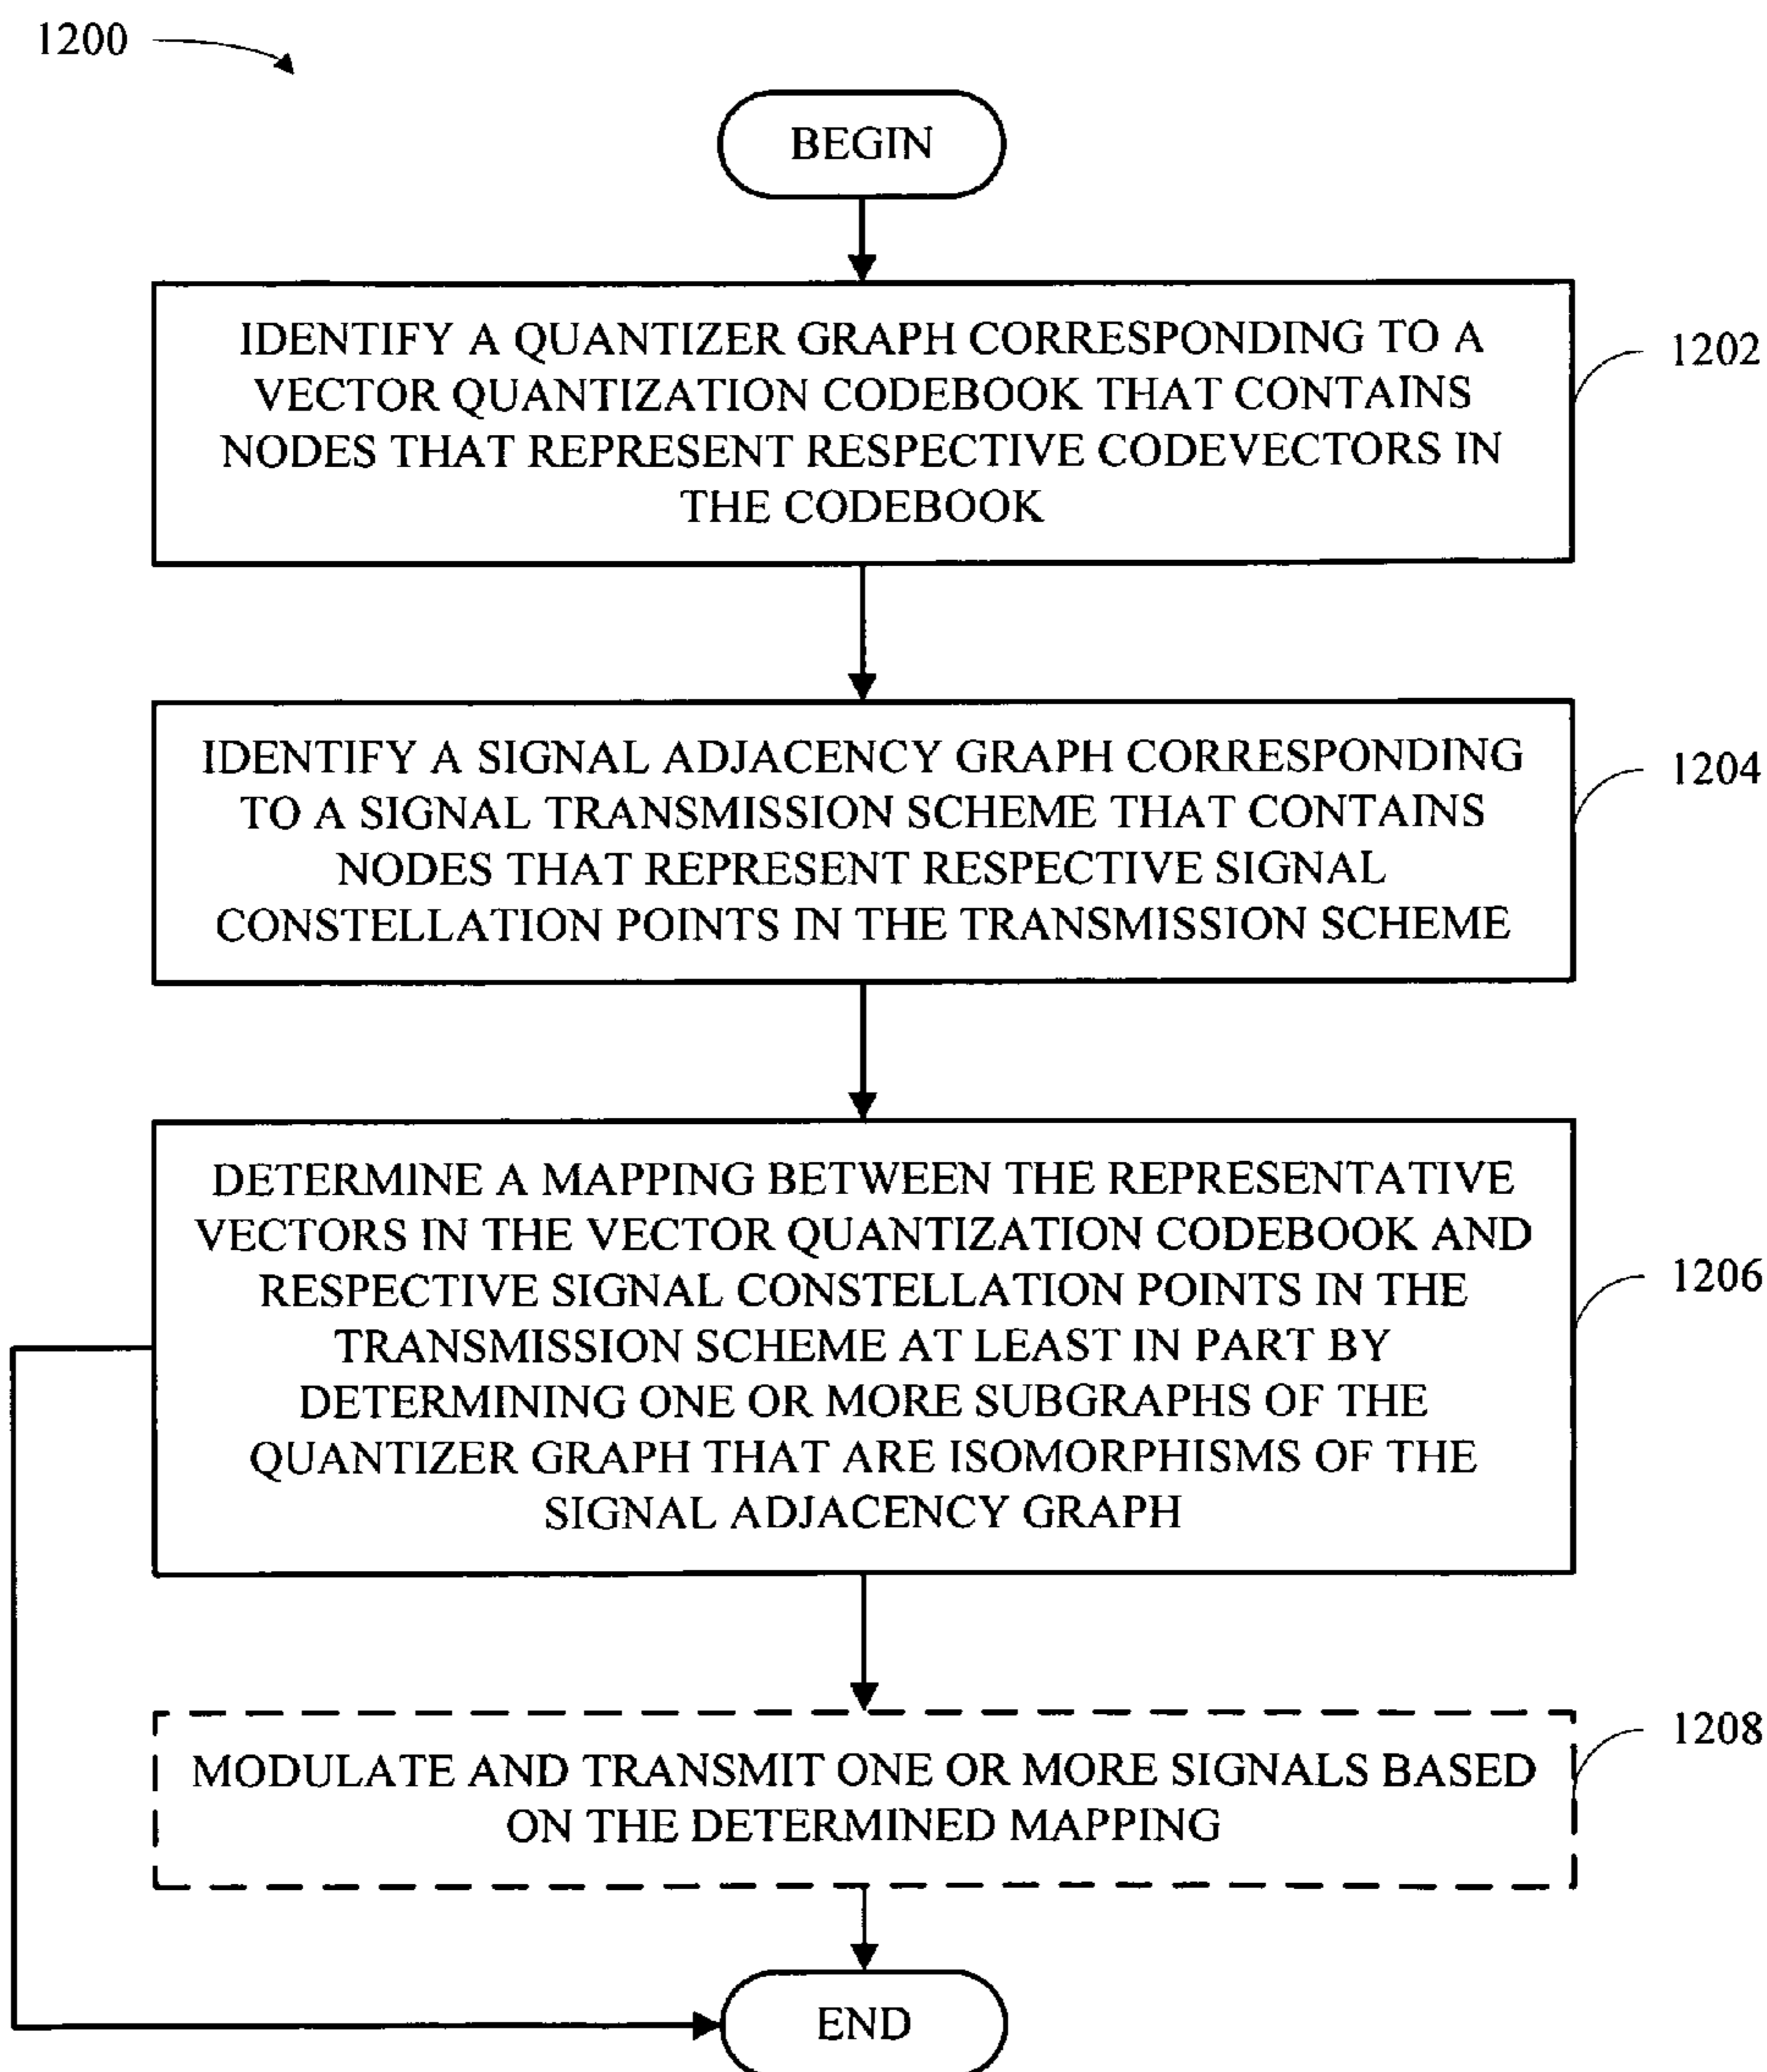 1200
BEGIN
IDENTIFY A QUANTIZER GRAPH CORRESPONDING TO A
VECTOR QUANTIZATION CODEBOOK THAT CONTAINS
NODES THAT REPRESENT RESPECTIVE CODEVECTORS IN
THE CODEBOOK
1202
IDENTIFY A SIGNAL ADJACENCY GRAPH CORRESPONDING
TO A SIGNAL TRANSMISSION SCHEME THAT CONTAINS
NODES THAT REPRESENT RESPECTIVE SIGNAL
CONSTELLATION POINTS IN THE TRANSMISSION SCHEME
1204
DETERMINE A MAPPING BETWEEN THE REPRESENTATIVE
VECTORS IN THE VECTOR QUANTIZATION CODEBOOK AND
RESPECTIVE SIGNAL CONSTELLATION POINTS IN THE
TRANSMISSION SCHEME AT LEAST IN PART BY
DETERMINING ONE OR MORE SUBGRAPHS OF THE
QUANTIZER GRAPH THAT ARE ISOMORPHISMS OF THE
SIGNAL ADJACENCY GRAPH
1206
MODULATE AND TRANSMIT ONE OR MORE SIGNALS BASED
ON THE DETERMINED MAPPING
1208
END